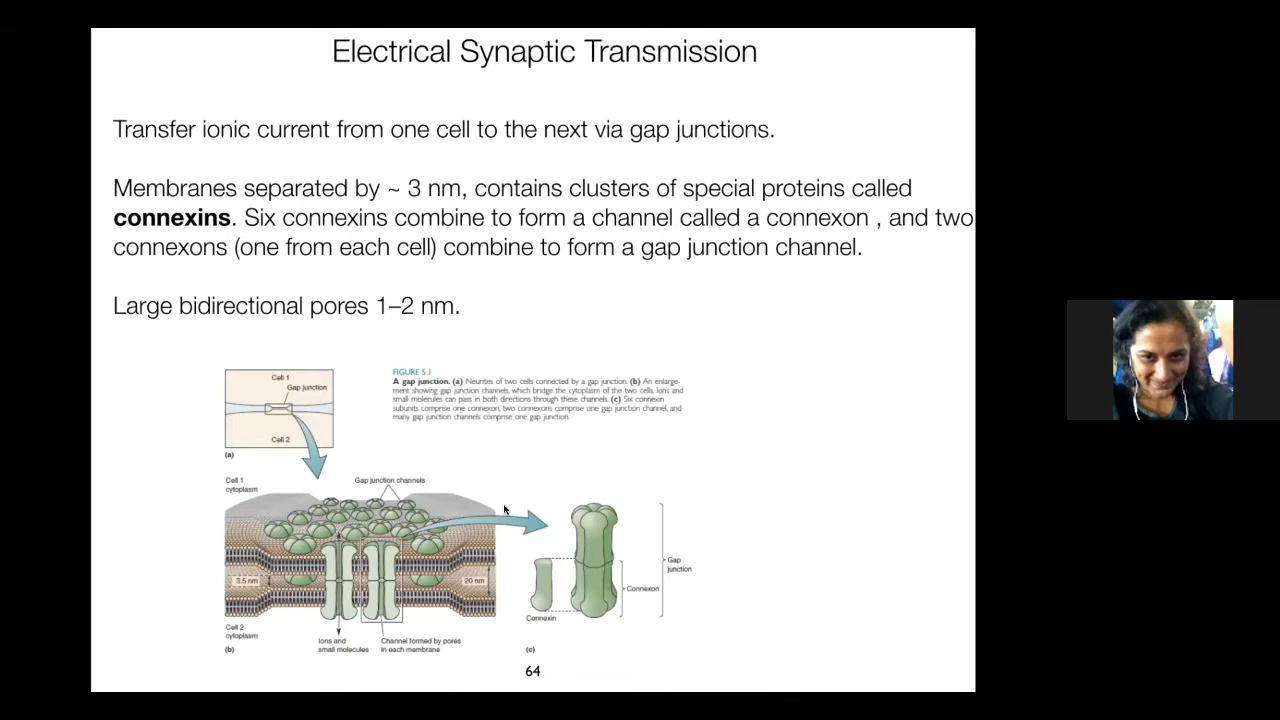 Electrical Synaptic Transmission
Transfer ionic current from one cell to the next via gap junctions.
Membranes separated by ~ 3 nm, contains clusters of special proteins called
connexins. Six connexins combine to form a channel called a connexon , and two
connexons (one from each cell) combine to form a gap junction channel.
Large bidirectional pores 1–2 nm.
Cell 1
Gap junction
Cell 2
(a)
FIGURE 5.1
A gap junction. (a) Neurites of two cells connected by a gap junction. (b) An enlarge-
ment showing gap junction channels, which bridge the cytoplasm of the two cells. Ions and
small molecules can pass in both directions through these channels. (c) Six connexin
subunits comprise one connexon, two connexons comprise one gap junction channel, and
many gap junction channels comprise one gap junction.
Cell 1
cytoplasm
Gap junction channels
3.5 nm
20 nm
Cell 2
cytoplasm
(b)
Ions and
small molecules
Channel formed by pores
in each membrane
Connexin
Connexon
Gap
junction
(c)
64